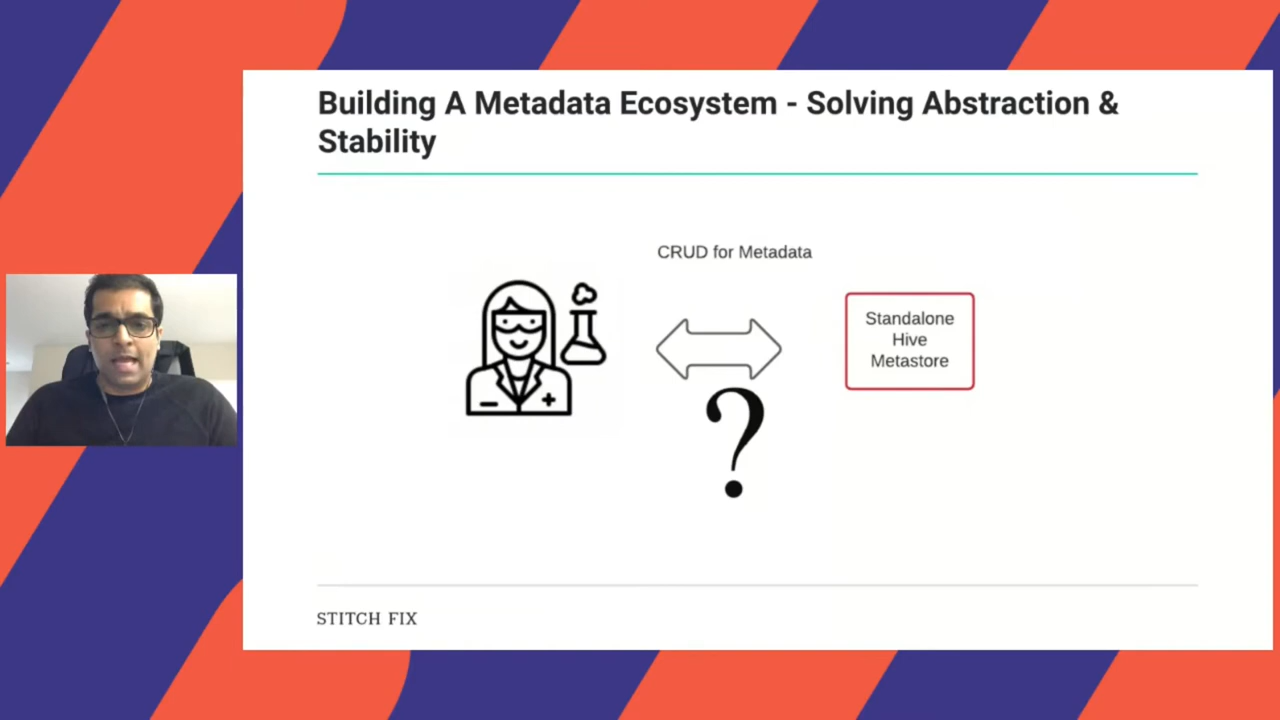 Building A Metadata Ecosystem - Solving Abstraction &
Stability
CRUD for Metadata
Standalone
Hive
Metastore
?
STITCH FIX